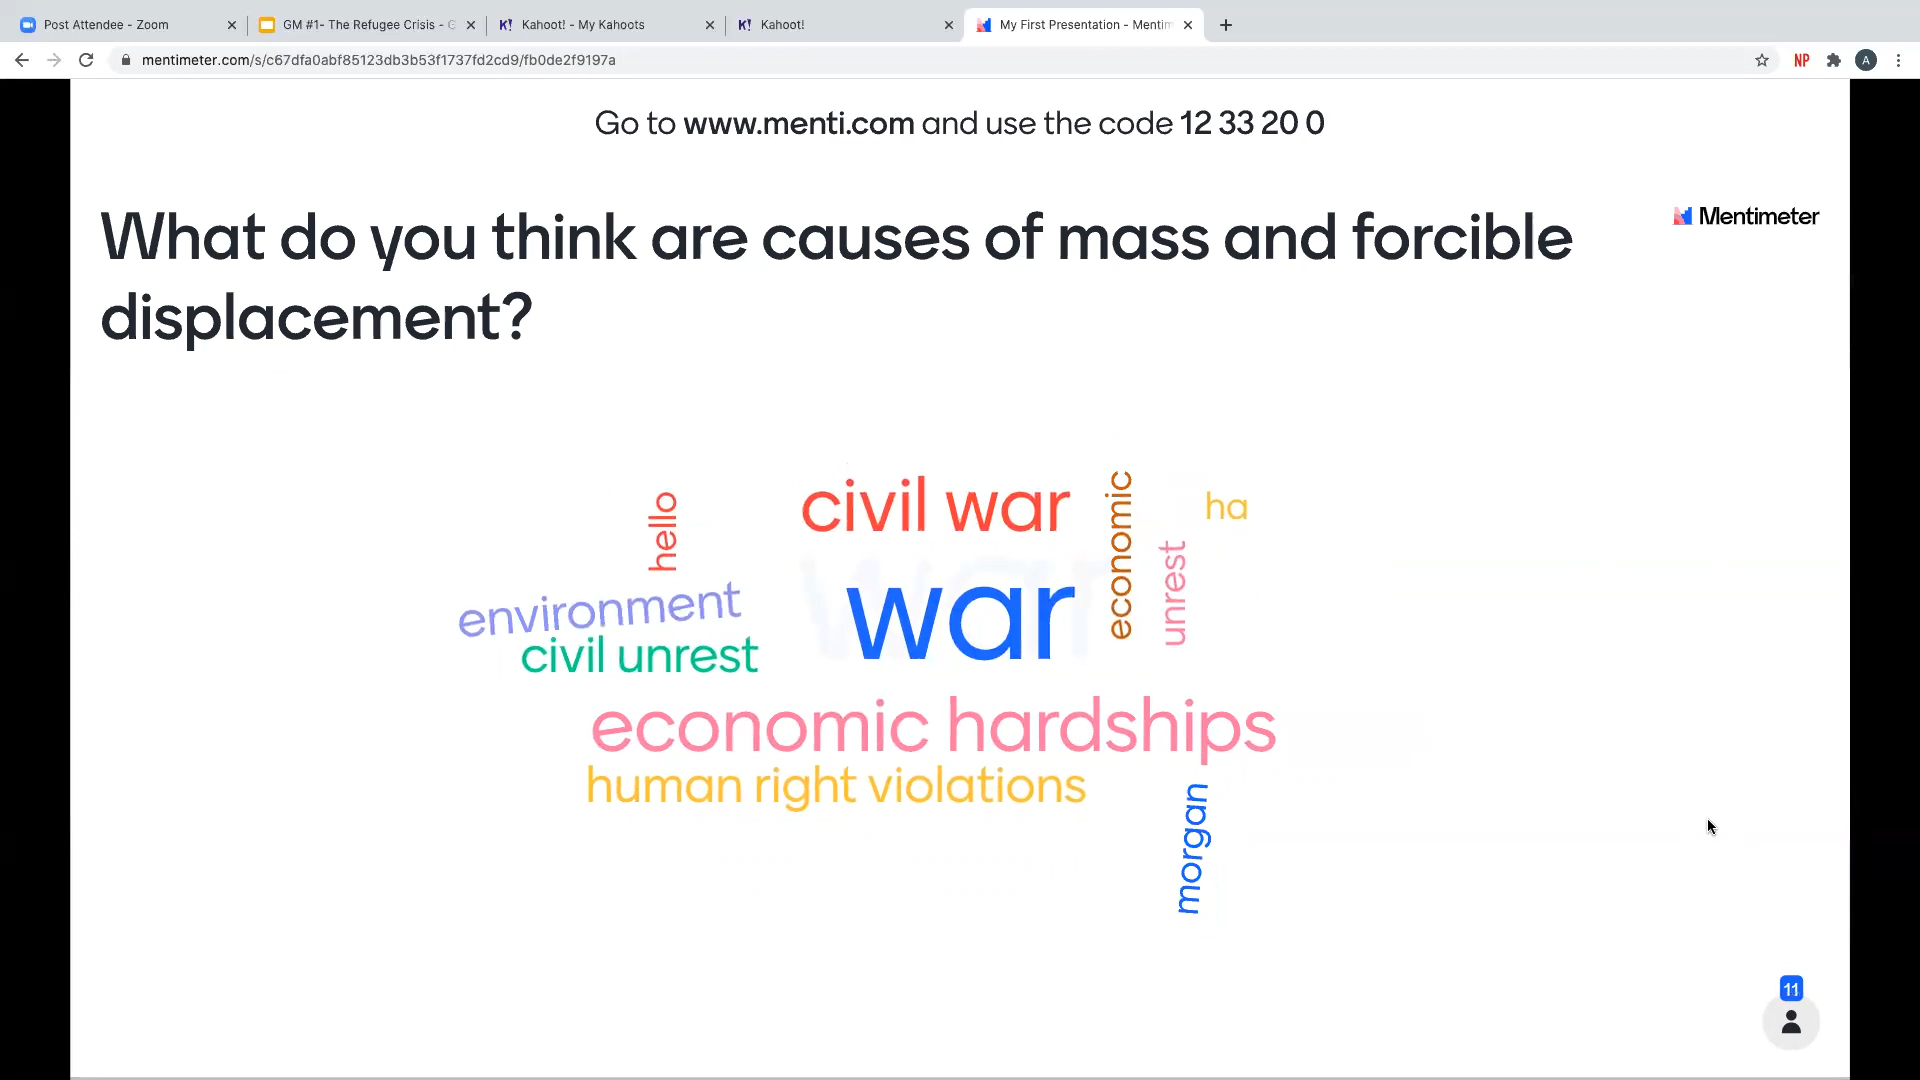 Post Attendee - Zoom
GM #1- The Refugee Crisis - G
Kahoot! - My Kahoots
Kahoot!
My First Presentation - Mentim
mentimeter.com/s/c67dfa0abf85123db3b53f1737fd2cd9/fb0de2f9197a
NP
A
Go to www.menti.com and use the code 12 33 20 0
What do you think are causes of mass and forcible
displacement?
Mentimeter
hello
civil war
economic
ha
unrest
environment
war
civil unrest
economic hardships
human right violations
morgan
11